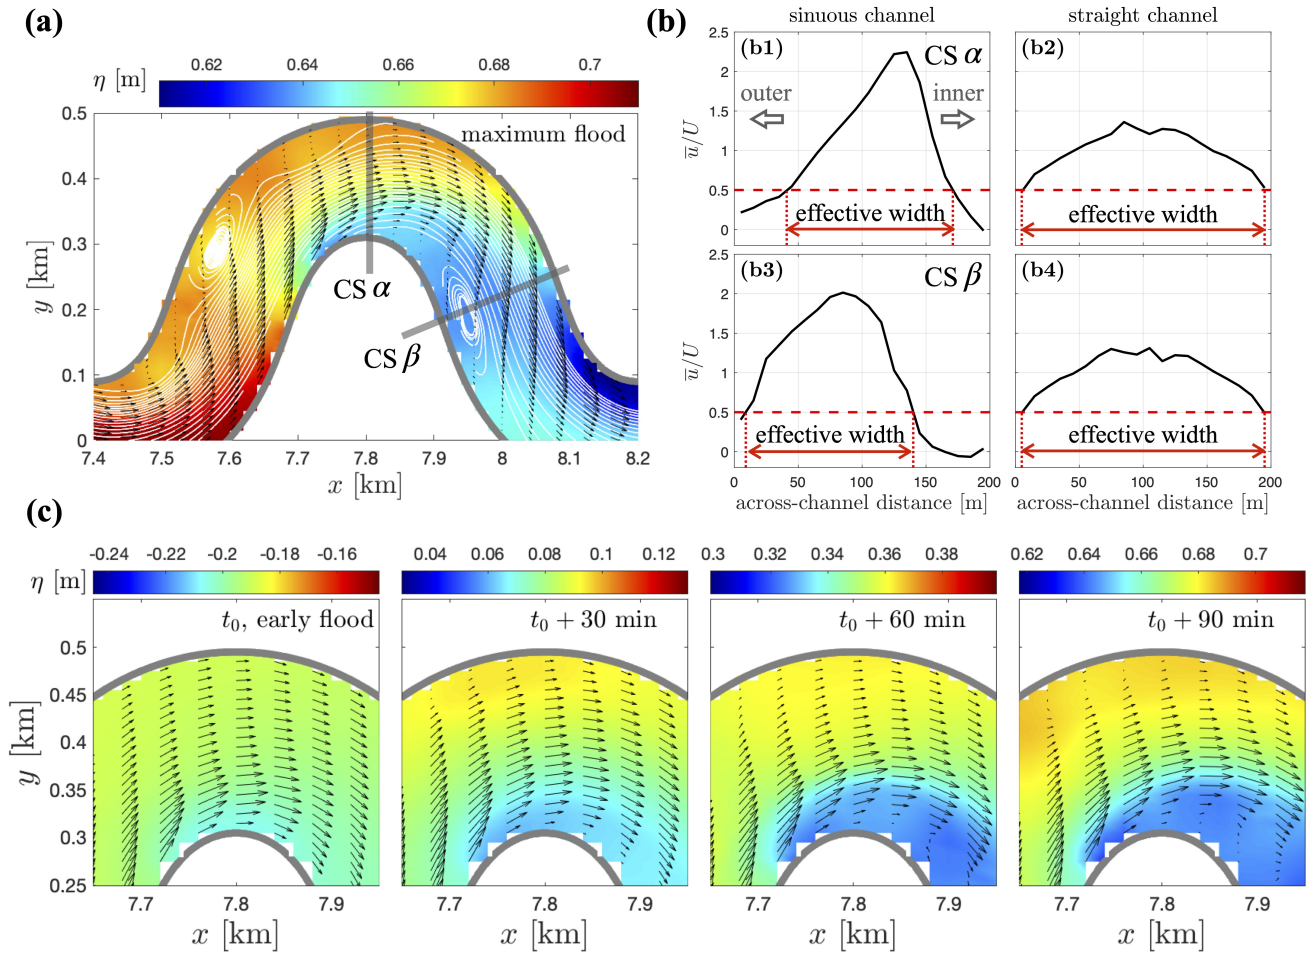 (a)
η [m]
0.62 0.64 0.66 0.68 0.7
maximum flood
0.5
0.4
0.3
0.2
0.1
0
y [km]
CS α
CS β
7.4 7.5 7.6 7.7 7.8 7.9 8 8.1 8.2
x [km]
(b)
sinuous channel
straight channel
2.5
2
1.5
1
0.5
0
u̅/U
(b1)
CS α
outer
inner
effective width
(b2)
effective width
2.5
2
1.5
1
0.5
0
u̅/U
(b3)
CS β
effective width
0 50 100 150 200
across-channel distance [m]
(b4)
effective width
0 50 100 150 200
across-channel distance [m]
(c)
η [m]
-0.24 -0.22 -0.2 -0.18 -0.16
t0, early flood
0.5
0.45
0.4
0.35
0.3
0.25
y [km]
7.7 7.8 7.9
x [km]
0.04 0.06 0.08 0.1 0.12
t0 + 30 min
7.7 7.8 7.9
x [km]
0.3 0.32 0.34 0.36 0.38
t0 + 60 min
7.7 7.8 7.9
x [km]
0.62 0.64 0.66 0.68 0.7
t0 + 90 min
7.7 7.8 7.9
x [km]